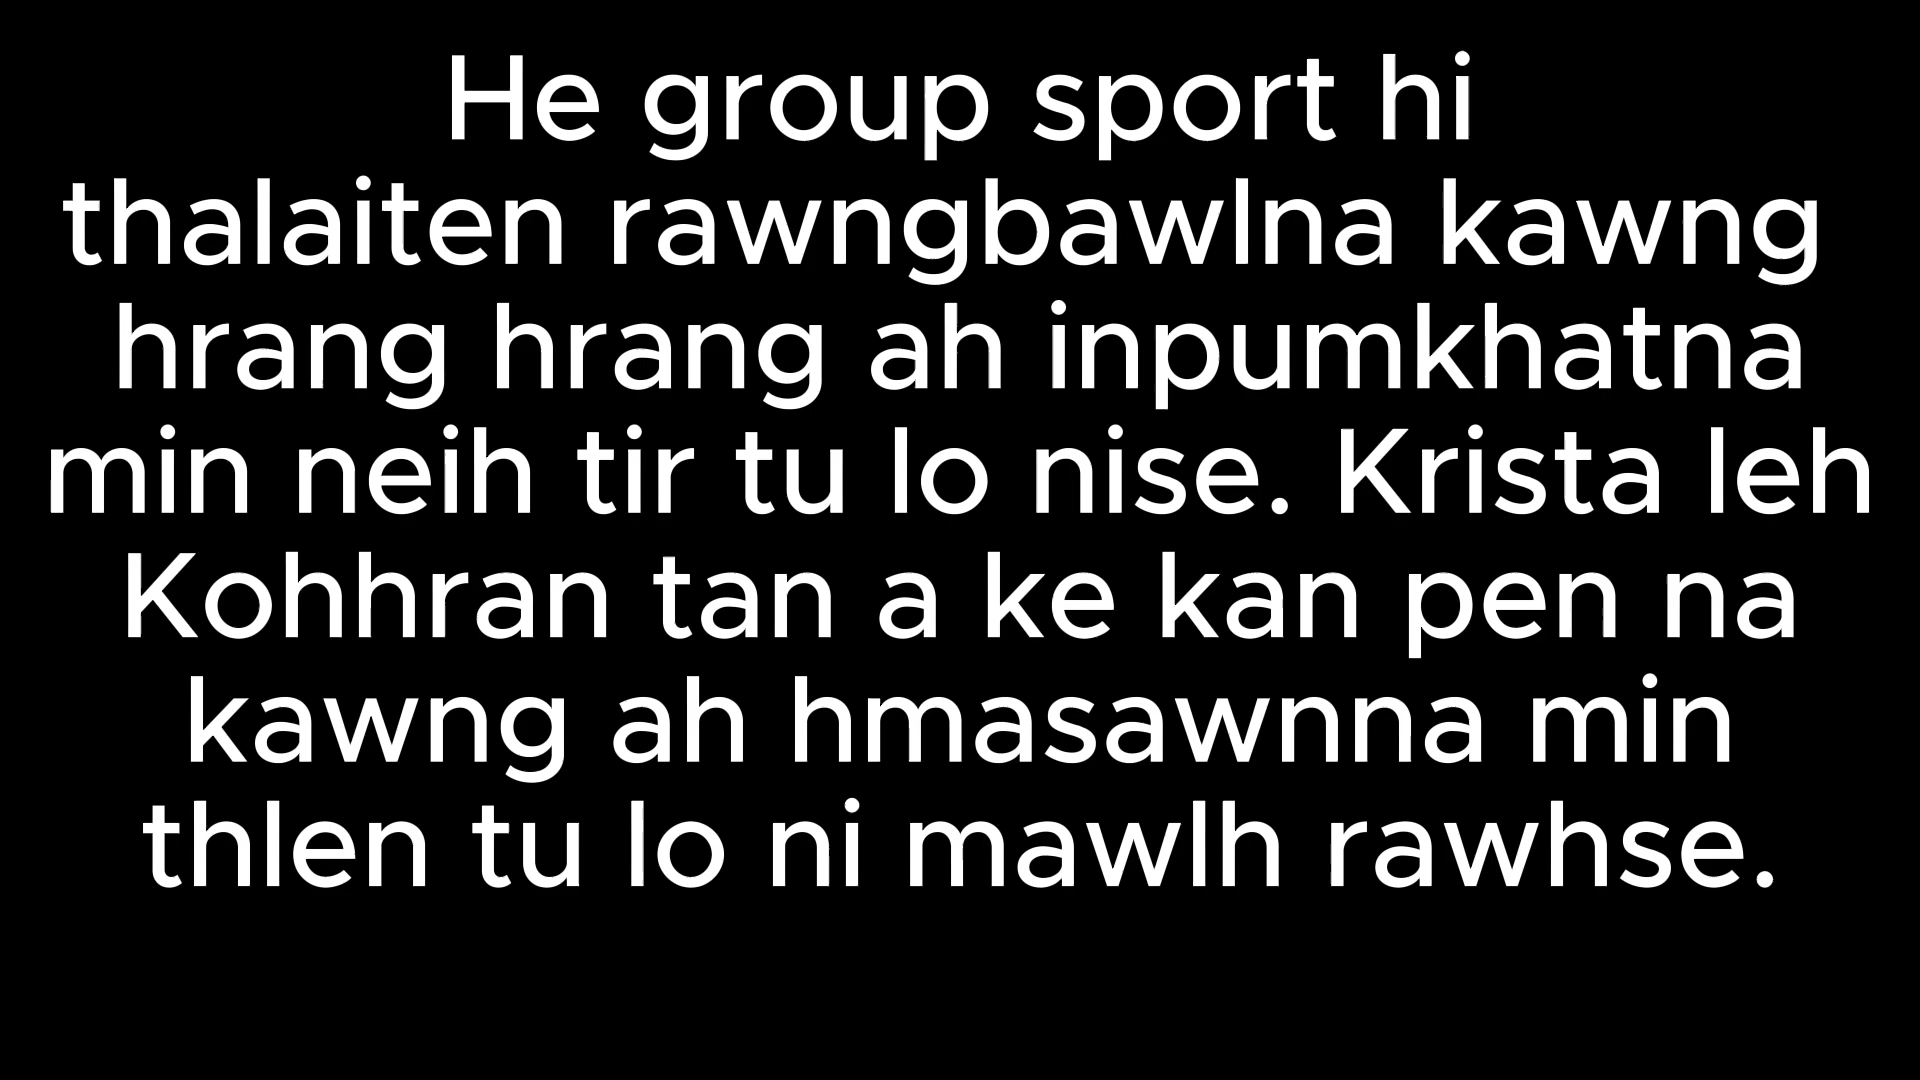 He group sport hi
thalaiten rawngbawlna kawng
hrang hrang ah inpumkhatna
min neih tir tu lo nise. Krista leh
Kohhran tan a ke kan pen na
kawng ah hmasawnna min
thlen tu lo ni mawlh rawhse.